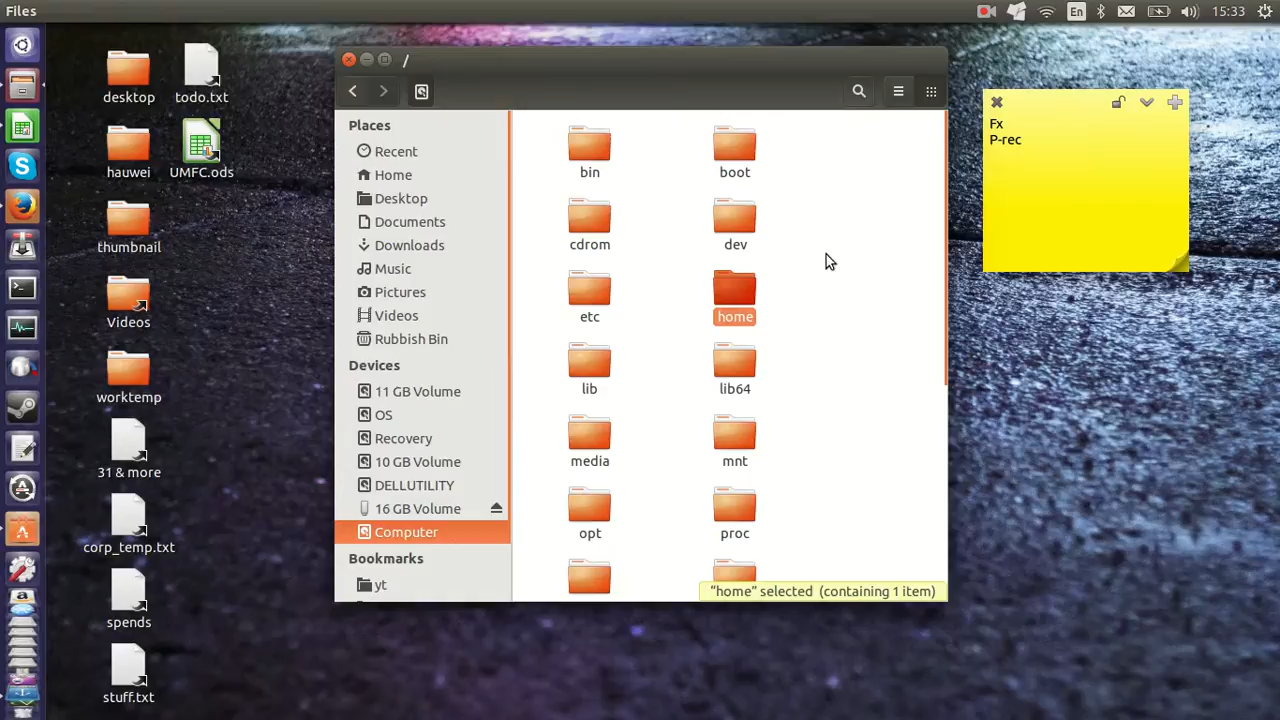 Files
En
15:33
desktop
todo.txt
hauwei
UMFC.ods
thumbnail
Videos
worktemp
31 & more
corp_temp.txt
spends
stuff.txt
/
Places
Recent
Home
Desktop
Documents
Downloads
Music
Pictures
Videos
Rubbish Bin
Devices
11 GB Volume
OS
Recovery
10 GB Volume
DELLUTILITY
16 GB Volume
Computer
Bookmarks
yt
bin
boot
cdrom
dev
etc
home
lib
lib64
media
mnt
opt
proc
"home" selected (containing 1 item)
Fx
P-rec